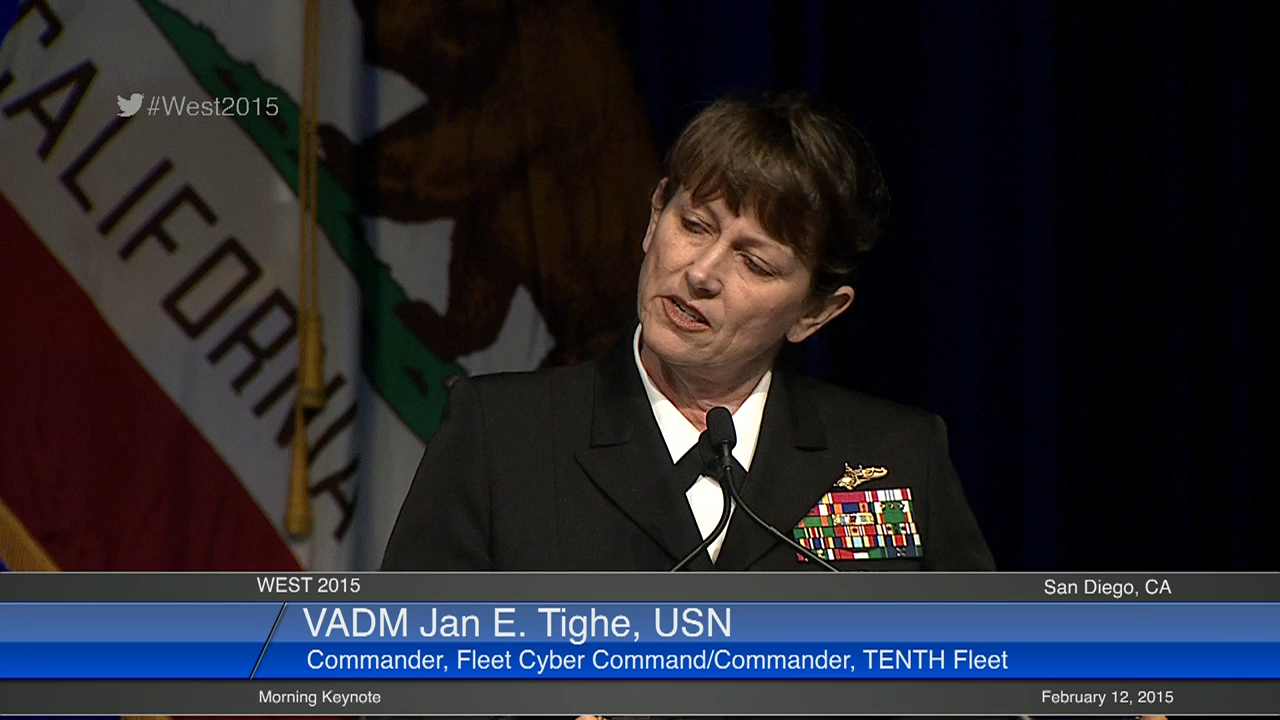 CALIFORNIA
#West2015
WEST 2015
San Diego, CA
VADM Jan E. Tighe, USN
Commander, Fleet Cyber Command/Commander, TENTH Fleet
Morning Keynote
February 12, 2015